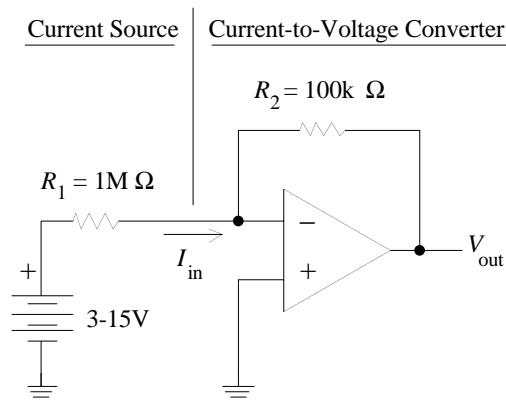 Current Source
Current-to-Voltage Converter
R2 = 100k Ω
R1 = 1M Ω
Iin
−
+
Vout
+
3-15V